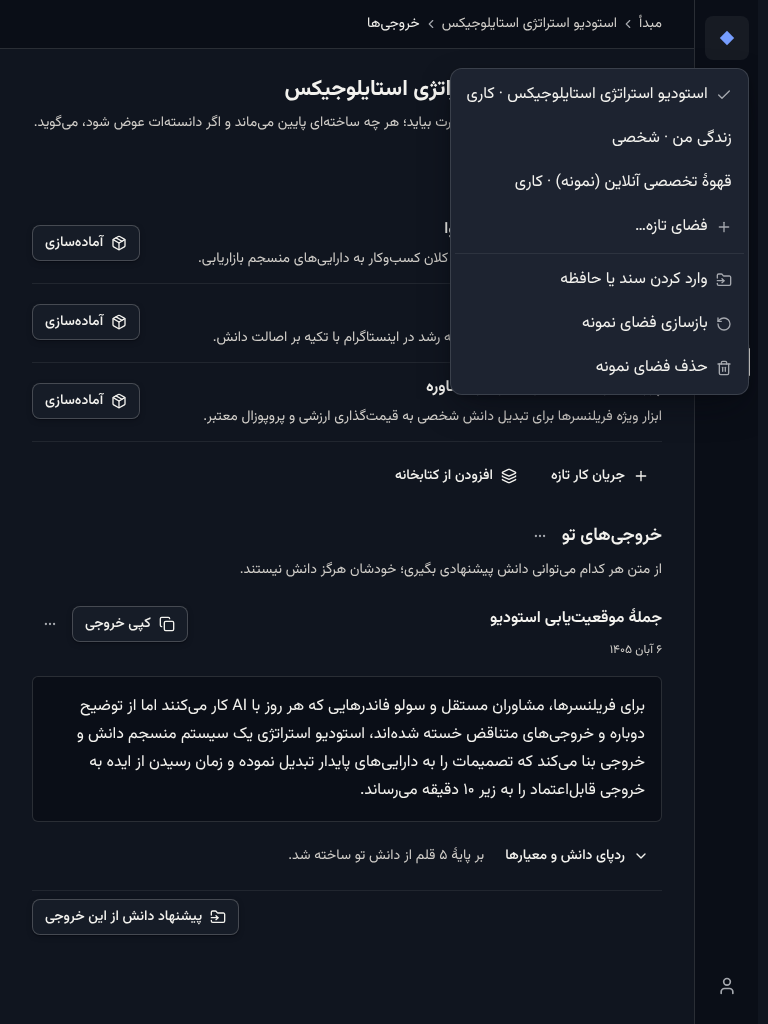 مبدأ › استودیو استراتژی استایلوجیکس › خروجی‌ها
استراتژی استایلوجیکس
بیاید؛ هر چه ساخته‌ای پایین می‌ماند و اگر دانسته‌ات عوض شود، می‌گوید.
استودیو استراتژی استایلوجیکس · کاری
زندگی من · شخصی
قهوهٔ تخصصی آنلاین (نمونه) · کاری
فضای تازه...
وارد کردن سند یا حافظه
بازسازی فضای نمونه
حذف فضای نمونه
آماده‌سازی
کلان کسب‌وکار به دارایی‌های منسجم بازاریابی.
آماده‌سازی
رشد در اینستاگرام با تکیه بر اصالت دانش.
آماده‌سازی
ابزار ویژه فریلنسرها برای تبدیل دانش شخصی به قیمت‌گذاری ارزشی و پروپوزال معتبر.
جریان کار تازه
افزودن از کتابخانه
خروجی‌های تو ...
از متن هر کدام می‌توانی دانش پیشنهادی بگیری؛ خودشان هرگز دانش نیستند.
جملهٔ موقعیت‌یابی استودیو
کپی خروجی ...
۶ آبان ۱۴۰۵
برای فریلنسرها، مشاوران مستقل و سولو فاندرهایی که هر روز با AI کار می‌کنند اما از توضیح
دوباره و خروجی‌های متناقض خسته شده‌اند، استودیو استراتژی یک سیستم منسجم دانش و
خروجی بنا می‌کند که تصمیمات را به دارایی‌های پایدار تبدیل نموده و زمان رسیدن از ایده به
خروجی قابل‌اعتماد را به زیر ۱۰ دقیقه می‌رساند.
ردپای دانش و معیارها
بر پایهٔ ۵ قلم از دانش تو ساخته شد.
پیشنهاد دانش از این خروجی